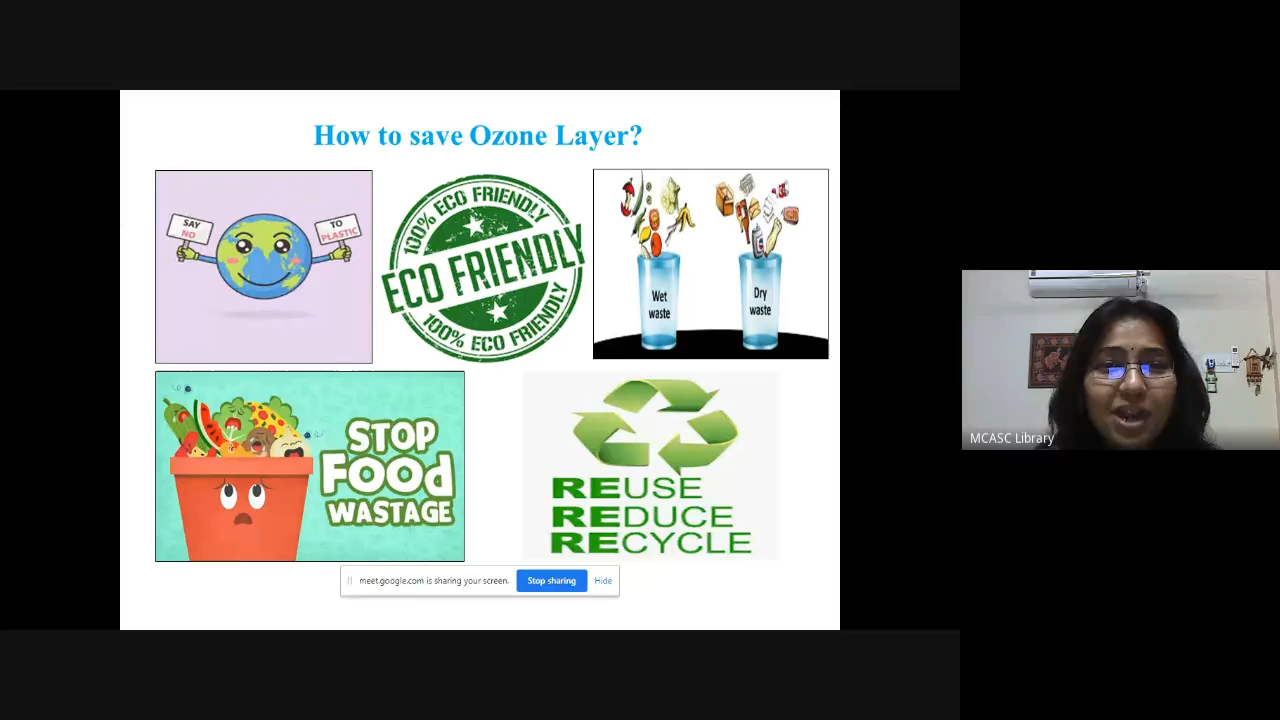 How to save Ozone Layer?
SAY
NO
TO
PLASTIC
100% ECO FRIENDLY
ECO FRIENDLY
100% ECO FRIENDLY
Wet
waste
Dry
waste
STOP
FOOd
WASTAGE
REUSE
REDUCE
RECYCLE
meet.google.com is sharing your screen.
Stop sharing
Hide
MCASC Library